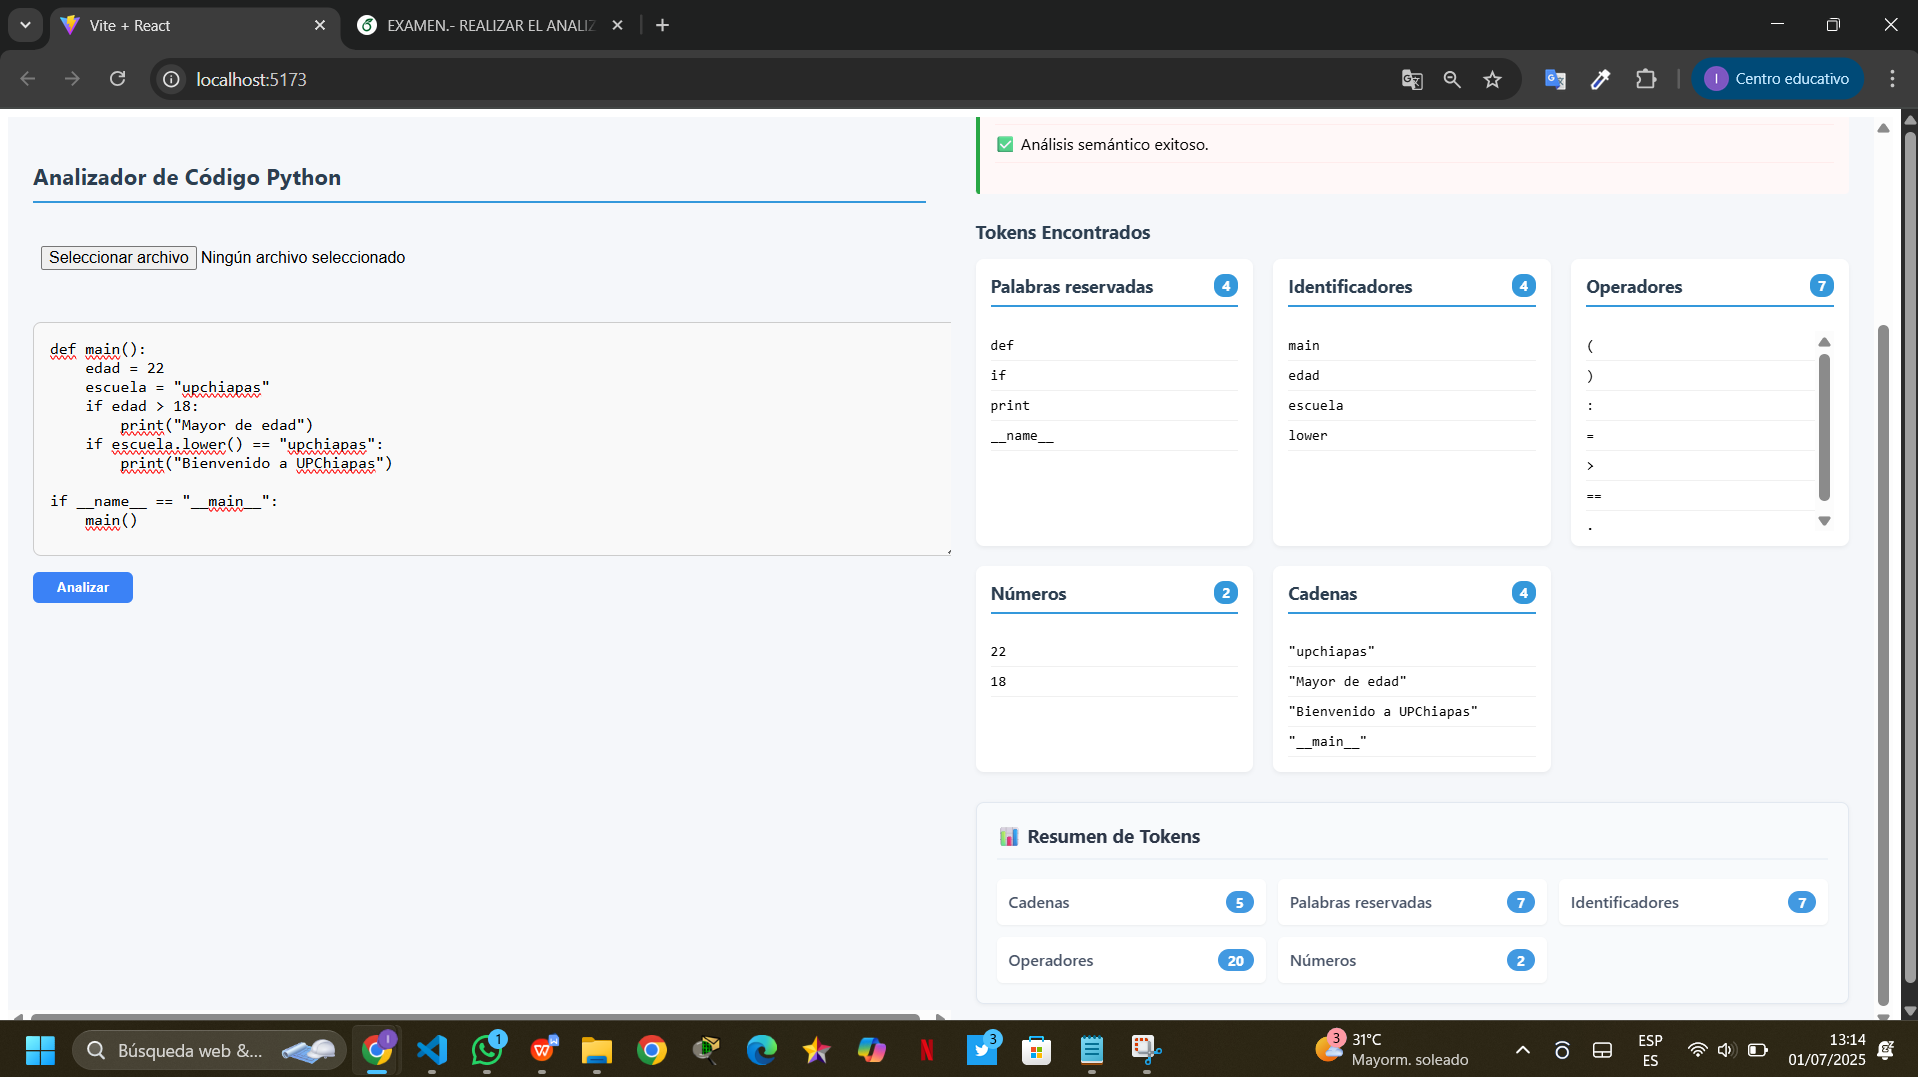 Vite + React
EXAMEN.- REALIZAR EL ANALIZ
localhost:5173
Centro educativo
Analizador de Código Python
Seleccionar archivo Ningún archivo seleccionado
def main():
    edad = 22
    escuela = "upchiapas"
    if edad > 18:
        print("Mayor de edad")
    if escuela.lower() == "upchiapas":
        print("Bienvenido a UPChiapas")
if __name__ == "__main__":
    main()
Analizar
✅ Análisis semántico exitoso.
Tokens Encontrados
Palabras reservadas 4
def
if
print
__name__
Identificadores 4
main
edad
escuela
lower
Operadores 7
(
)
:
=
>
==
.
Números 2
22
18
Cadenas 4
"upchiapas"
"Mayor de edad"
"Bienvenido a UPChiapas"
"__main__"
📊 Resumen de Tokens
Cadenas 5
Palabras reservadas 7
Identificadores 7
Operadores 20
Números 2
Búsqueda web &...
1
3
3
31°C
Mayorm. soleado
ESP
ES
13:14
01/07/2025